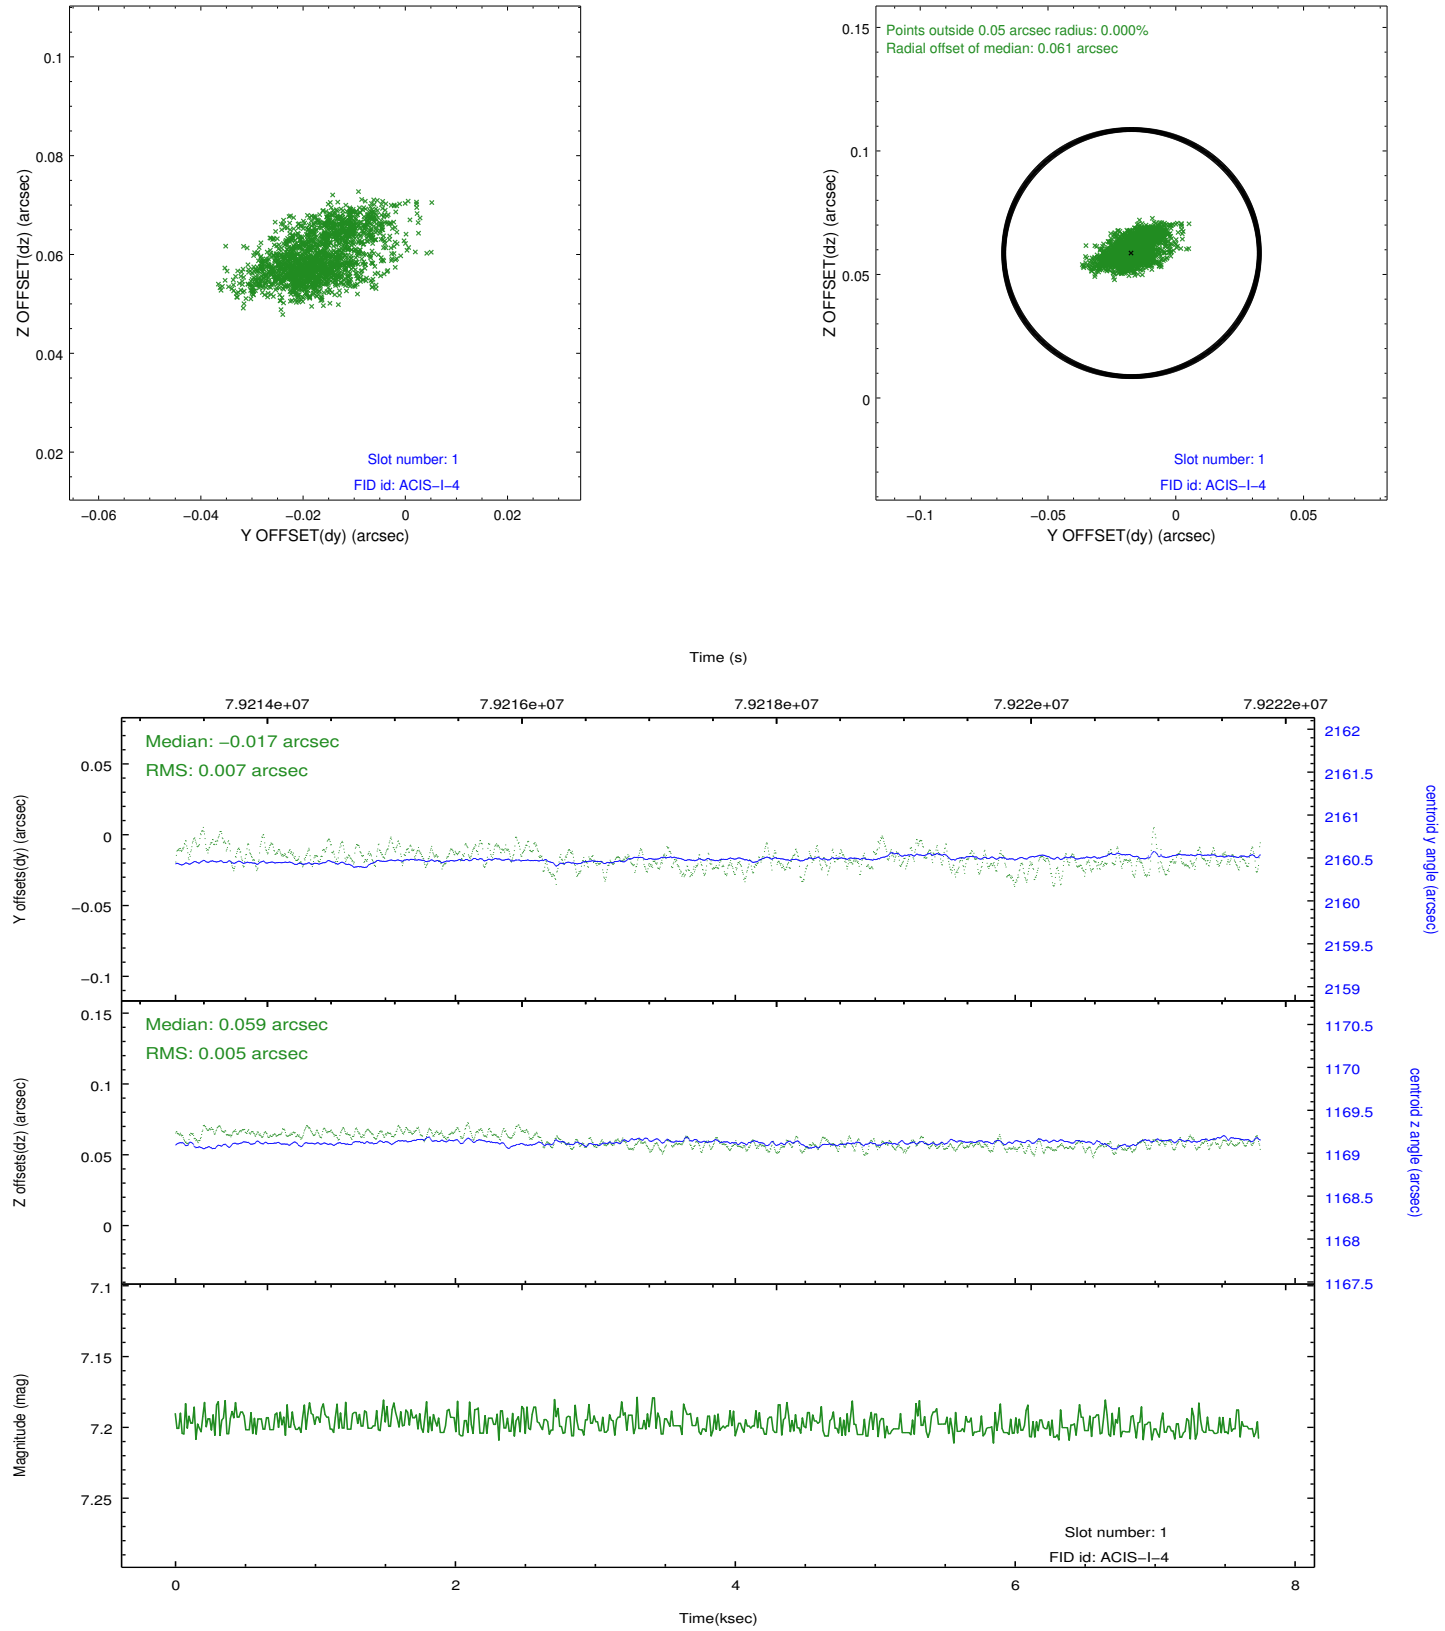 0.1
0.08
0.06
0.04
0.02
Z OFFSET(dz) (arcsec)
Slot number: 1
FID id: ACIS−I−4
−0.06 −0.04 −0.02 0 0.02
Y OFFSET(dy) (arcsec)
Points outside 0.05 arcsec radius: 0.000%
Radial offset of median: 0.061 arcsec
0.15
0.1
0.05
0
Z OFFSET(dz) (arcsec)
Slot number: 1
FID id: ACIS−I−4
−0.1 −0.05 0 0.05
Y OFFSET(dy) (arcsec)
Time (s)
7.9214e+07 7.9216e+07 7.9218e+07 7.922e+07 7.9222e+07
Median: −0.017 arcsec
RMS: 0.007 arcsec
0.05
0
−0.05
−0.1
Y offsets(dy) (arcsec)
2162
2161.5
2161
2160.5
2160
2159.5
2159
centroid y angle (arcsec)
Median: 0.059 arcsec
RMS: 0.005 arcsec
0.15
0.1
0.05
0
Z offsets(dz) (arcsec)
1170.5
1170
1169.5
1169
1168.5
1168
1167.5
centroid z angle (arcsec)
7.1
7.15
7.2
7.25
Magnitude (mag)
Slot number: 1
FID id: ACIS−I−4
0 2 4 6 8
Time(ksec)